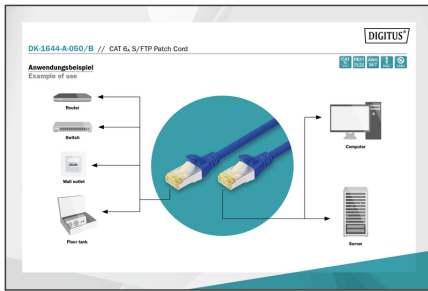 DIGITUS®
DK-1644-A-050/B // CAT 6A S/FTP Patch Cord
Anwendungsbeispiel
Example of use
Router
Switch
Wall outlet
Floor tank
Computer
Server